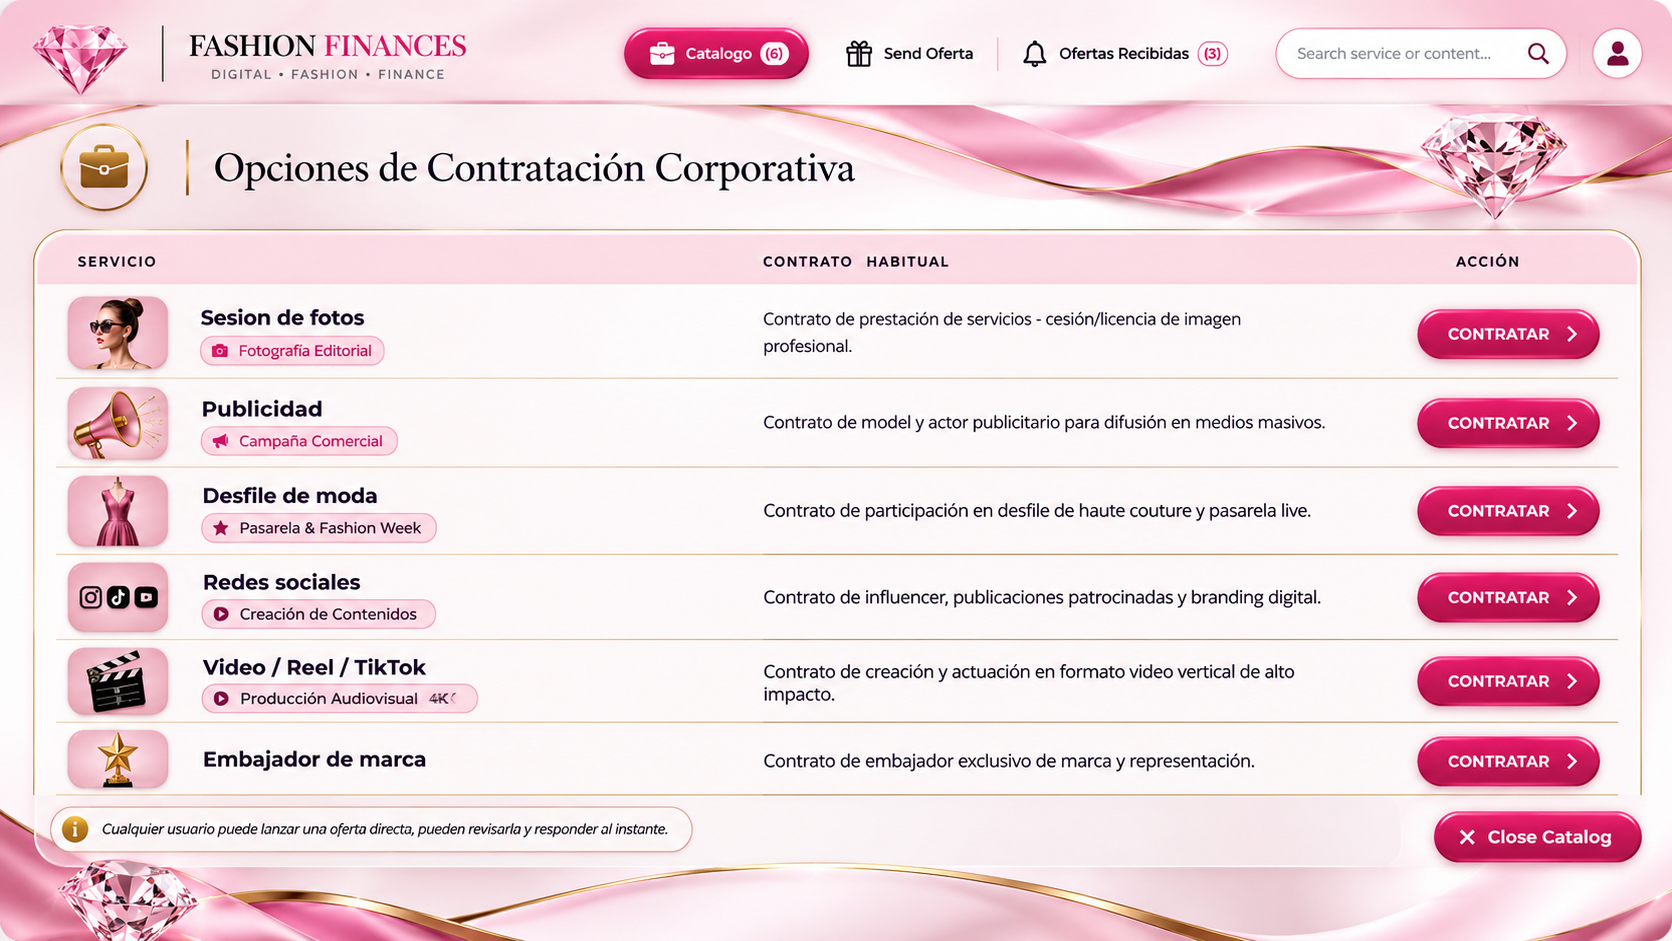 FASHION FINANCES
DIGITAL • FASHION • FINANCE
Catalogo (6)
Send Oferta
Ofertas Recibidas (3)
Search service or content...
Opciones de Contratación Corporativa
SERVICIO
CONTRATO HABITUAL
ACCIÓN
Sesion de fotos
Fotografía Editorial
Contrato de prestación de servicios - cesión/licencia de imagen
profesional.
CONTRATAR
Publicidad
Campaña Comercial
Contrato de model y actor publicitario para difusión en medios masivos.
CONTRATAR
Desfile de moda
Pasarela & Fashion Week
Contrato de participación en desfile de haute couture y pasarela live.
CONTRATAR
Redes sociales
Creación de Contenidos
Contrato de influencer, publicaciones patrocinadas y branding digital.
CONTRATAR
Video / Reel / TikTok
Producción Audiovisual 4K
Contrato de creación y actuación en formato video vertical de alto
impacto.
CONTRATAR
Embajador de marca
Contrato de embajador exclusivo de marca y representación.
CONTRATAR
Cualquier usuario puede lanzar una oferta directa, pueden revisarla y responder al instante.
Close Catalog